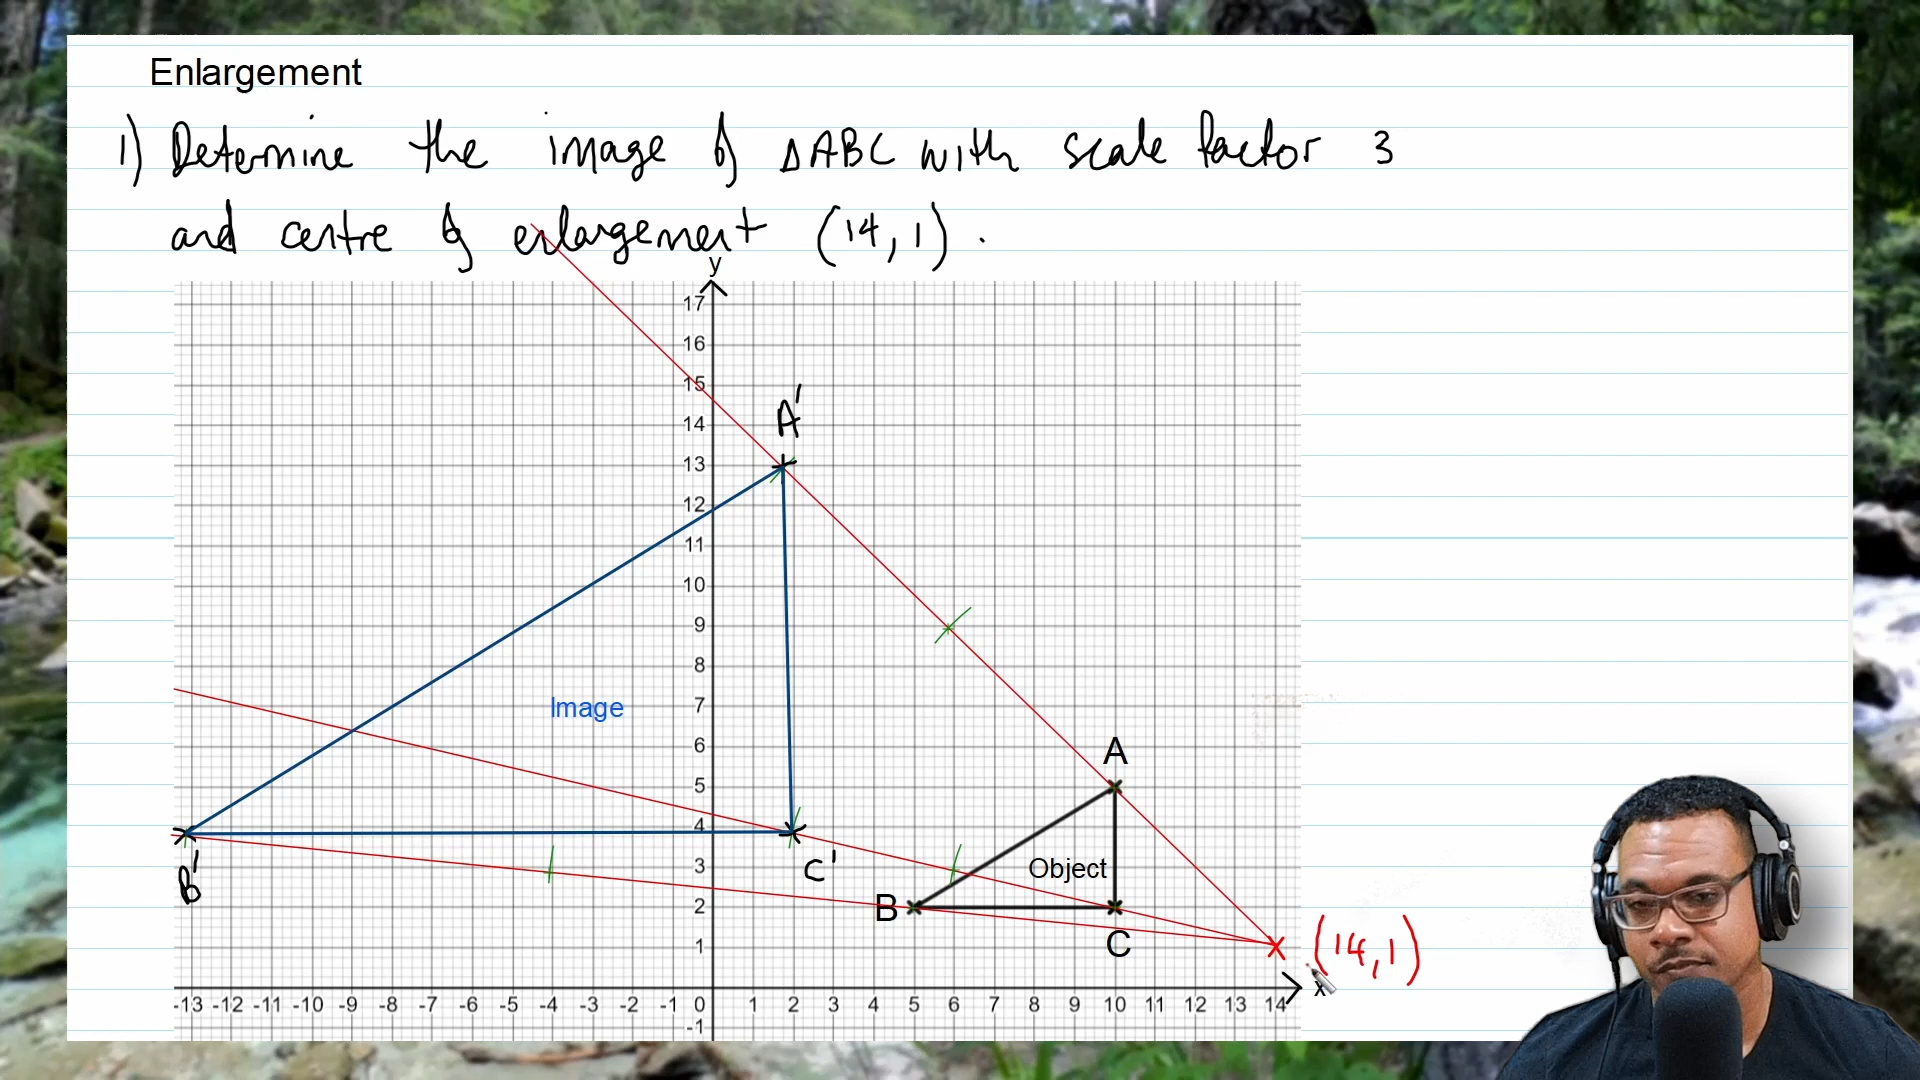 Enlargement
1) Determine the image of ΔABC with scale factor 3
and centre of enlargement (14,1).
y
17
16
15
A'
14
13
12
11
10
9
8
Image
7
6
A
5
4
Object
3
C'
B'
B
2
C
1
(14,1)
x
-13 -12 -11 -10 -9 -8 -7 -6 -5 -4 -3 -2 -1 0 1 2 3 4 5 6 7 8 9 10 11 12 13 14
-1